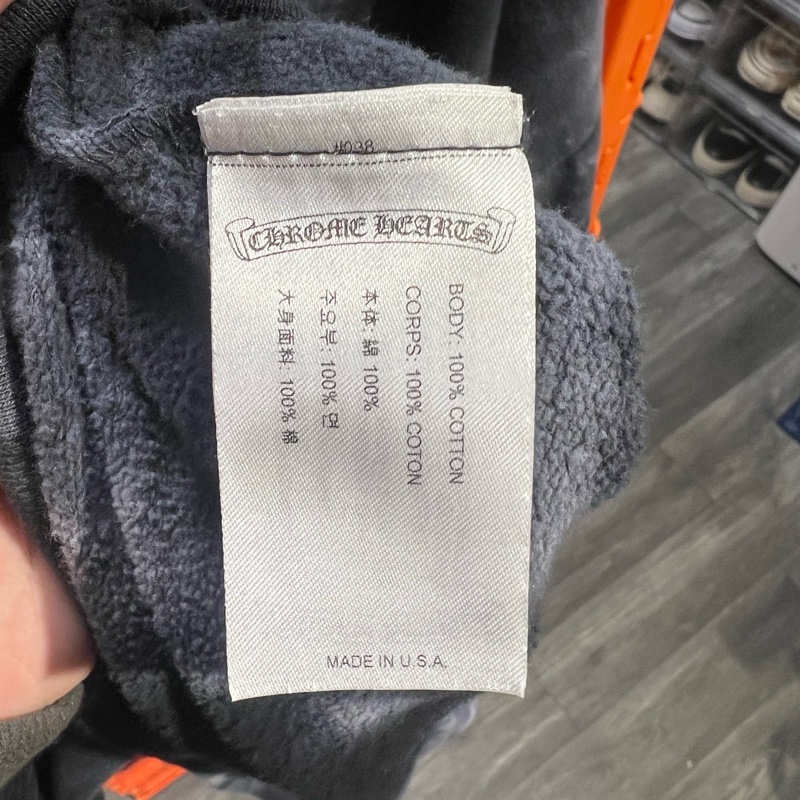 #038
CHROME HEARTS
BODY: 100% COTTON
CORPS: 100% COTON
本体: 綿 100%
주요부: 100% 면
大身面料: 100% 棉
MADE IN U.S.A.